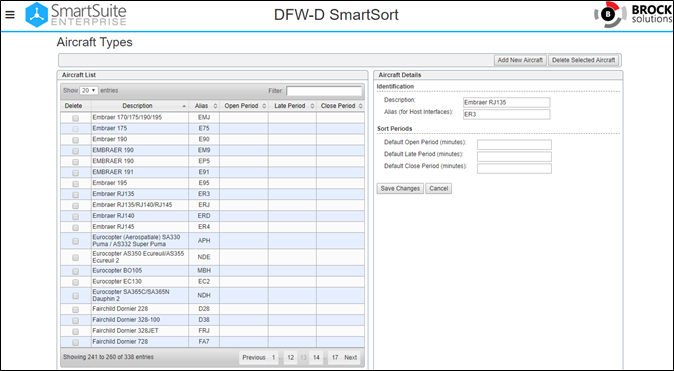 SmartSuite
ENTERPRISE
DFW-D SmartSort
B
BROCK
solutions
Aircraft Types
Add New Aircraft Delete Selected Aircraft
Aircraft List
Show 20 entries Filter:
Delete Description Alias Open Period Late Period Close Period
Embraer 170/175/190/195 EMJ
Embraer 175 E75
Embraer 190 E90
EMBRAER 190 EM9
EMBRAER 190 EP5
EMBRAER 191 E91
Embraer 195 E95
Embraer RJ135 ER3
Embraer RJ135/RJ140/RJ145 ERJ
Embraer RJ140 ERD
Embraer RJ145 ER4
Eurocopter (Aerospatiale) SA330
Puma / AS332 Super Puma APH
Eurocopter AS350 Ecureuil/AS355
Ecureuil 2 NDE
Eurocopter BO105 MBH
Eurocopter EC130 EC2
Eurocopter SA365C/SA365N
Dauphin 2 NDH
Fairchild Dornier 228 D28
Fairchild Dornier 328-100 D38
Fairchild Dornier 328JET FRJ
Fairchild Dornier 728 FA7
Showing 241 to 260 of 338 entries Previous 1 ... 12 13 14 ... 17 Next
Aircraft Details
Identification
Description: Embraer RJ135
Alias (for Host Interfaces): ER3
Sort Periods
Default Open Period (minutes):
Default Late Period (minutes):
Default Close Period (minutes):
Save Changes Cancel